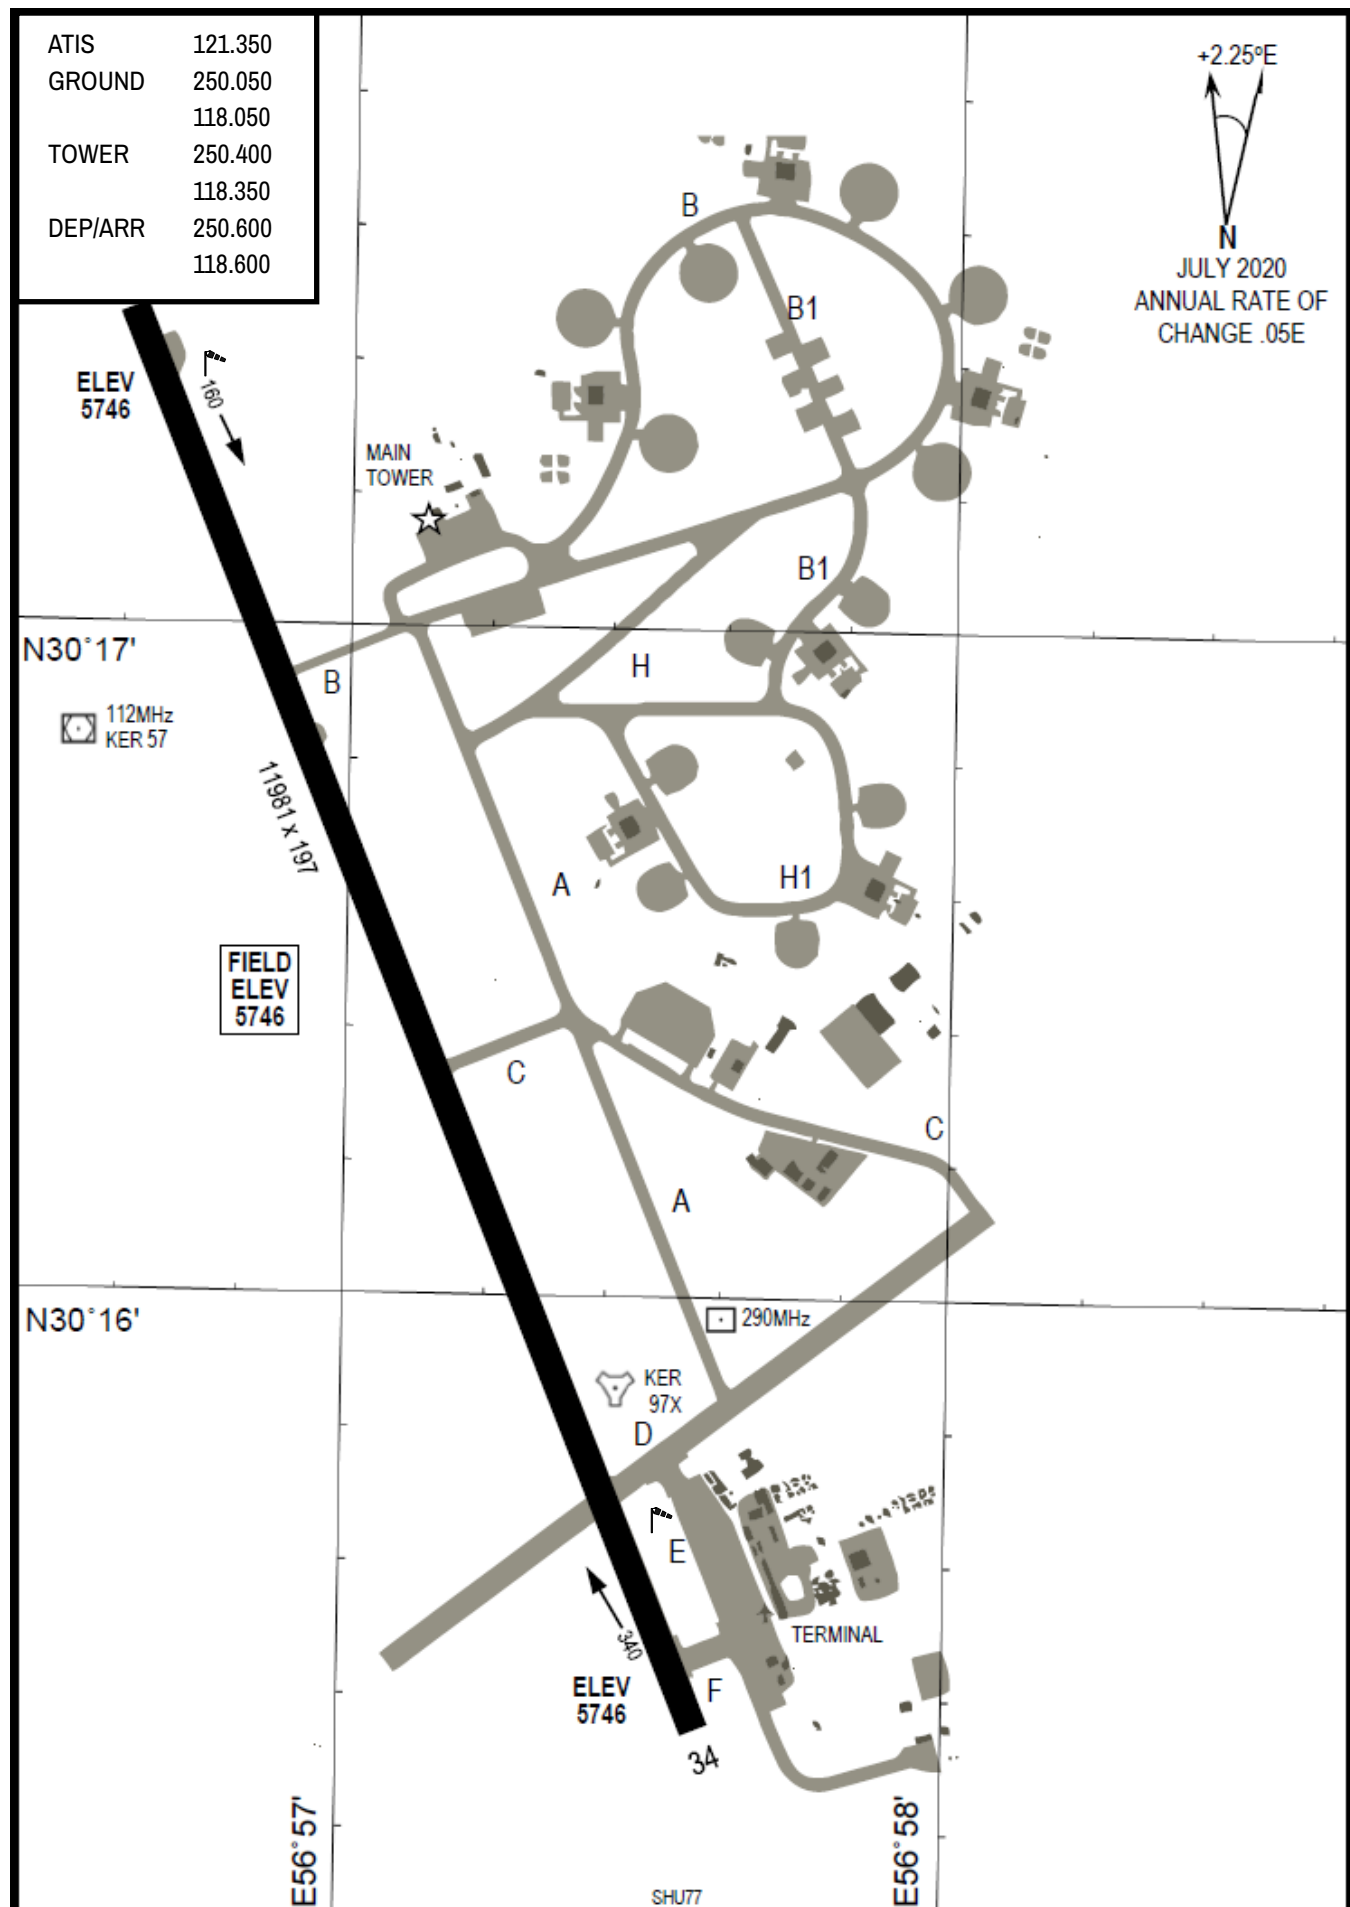 ATIS 121.350
GROUND 250.050
118.050
TOWER 250.400
118.350
DEP/ARR 250.600
118.600
+2.25ºE
N
JULY 2020
ANNUAL RATE OF
CHANGE .05E
B
B1
ELEV
5746
160
MAIN
TOWER
B1
N30°17'
H
B
112MHz
KER 57
11981 x 197
A
H1
FIELD
ELEV
5746
C
C
A
N30°16'
290MHz
KER
97X
D
E
340
TERMINAL
ELEV
5746
F
34
E56°57'
E56°58'
SHU77